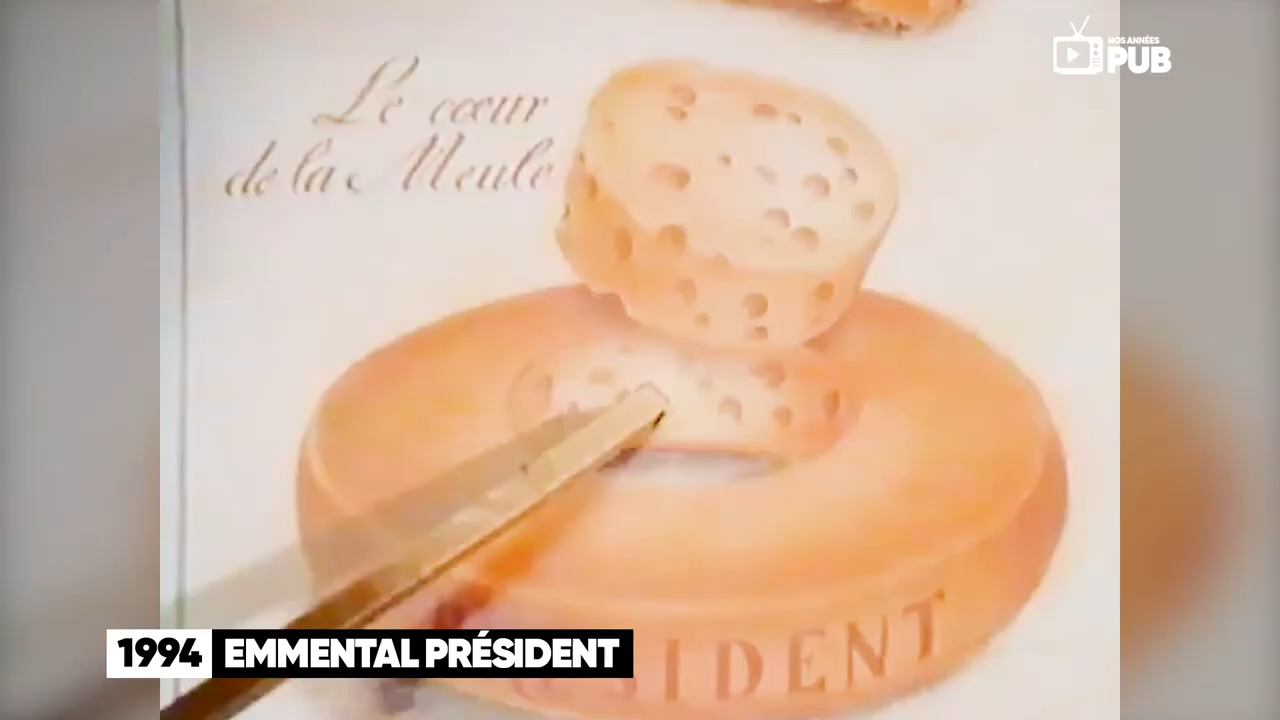 NOS ANNÉES
PUB
Le cœur
de la Meule
SIDENT
1994 EMMENTAL PRÉSIDENT